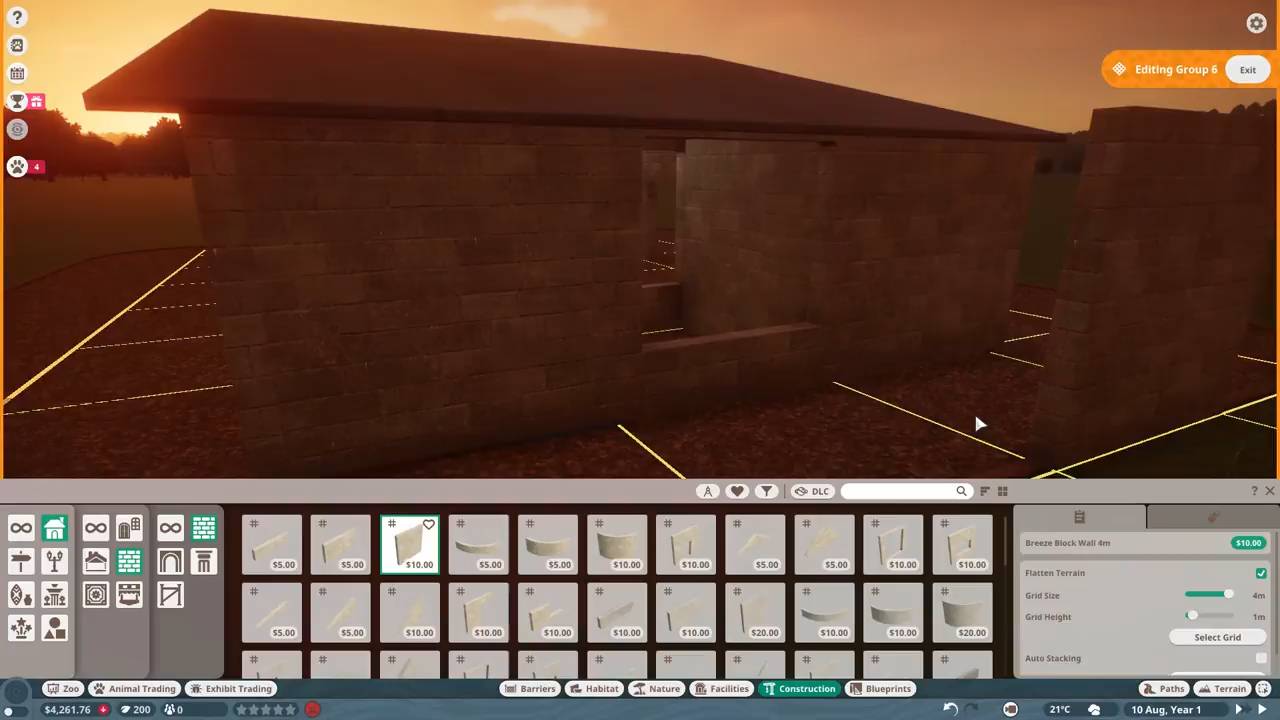 Editing Group 6
Exit
4
DLC
?
$5.00 $5.00 $10.00 $5.00 $5.00 $10.00 $10.00 $5.00 $5.00 $10.00 $10.00
$5.00 $5.00 $10.00 $10.00 $10.00 $10.00 $10.00 $20.00 $10.00 $10.00 $20.00
Breeze Block Wall 4m $10.00
Flatten Terrain
Grid Size 4m
Grid Height 1m
Select Grid
Auto Stacking
Zoo Animal Trading Exhibit Trading Barriers Habitat Nature Facilities Construction Blueprints Paths Terrain
$4,261.76 200 0 21°C 10 Aug, Year 1